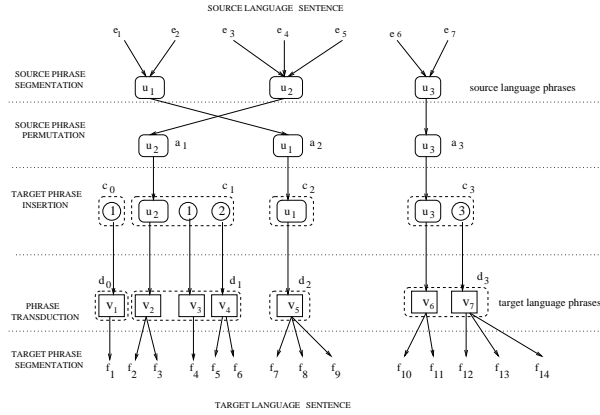 SOURCE LANGUAGE SENTENCE
e1 e2 e3 e4 e5 e6 e7
SOURCE PHRASE
SEGMENTATION
u1 u2 u3 source language phrases
SOURCE PHRASE
PERMUTATION
u2 a1 u1 a2 u3 a3
TARGET PHRASE
INSERTION
c0 c1 c2 c3
1 u2 1 2 u1 u3 3
d0 d1 d2 d3
PHRASE
TRANSDUCTION
v1 v2 v3 v4 v5 v6 v7 target language phrases
TARGET PHRASE
SEGMENTATION
f1 f2 f3 f4 f5 f6 f7 f8 f9 f10 f11 f12 f13 f14
TARGET LANGUAGE SENTENCE